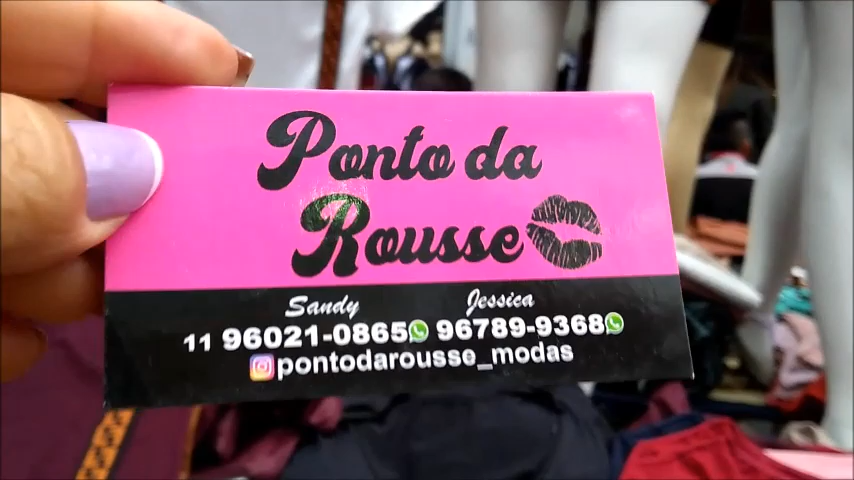 Ponto da
Rousse
Sandy Jessica
11 96021-0865 96789-9368
@pontodarousse_modas